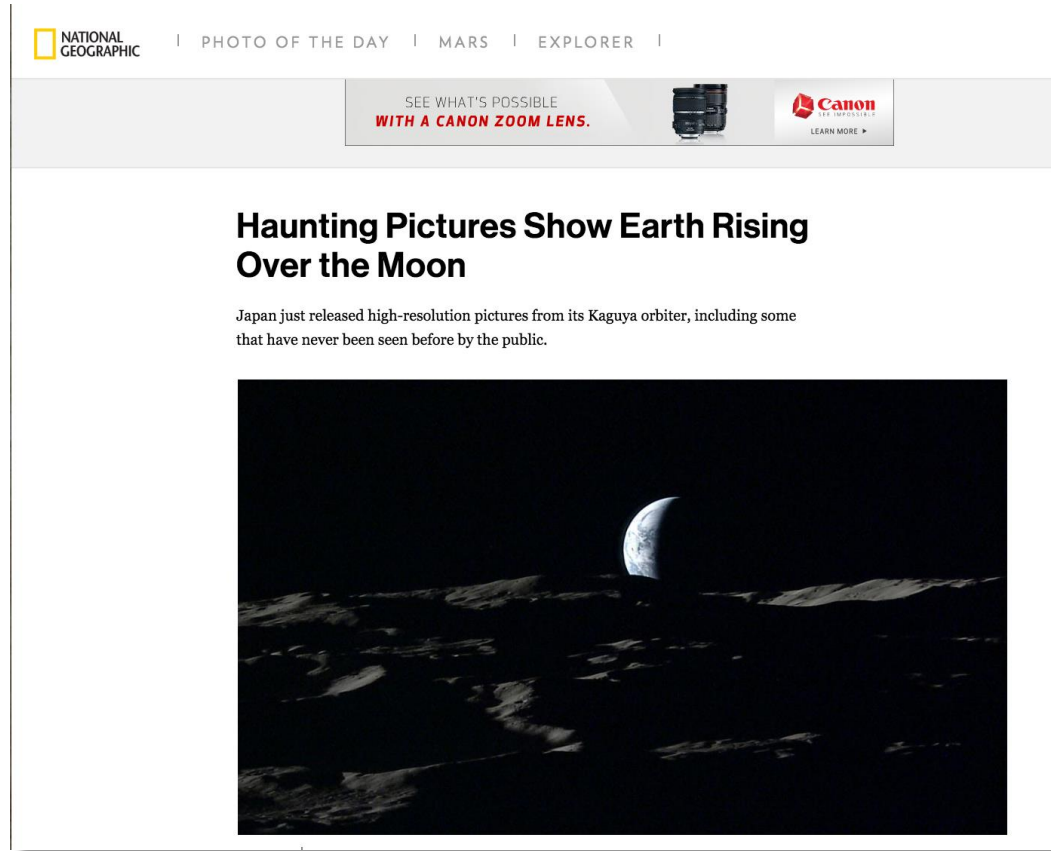 NATIONAL
GEOGRAPHIC
| PHOTO OF THE DAY | MARS | EXPLORER |
SEE WHAT'S POSSIBLE
WITH A CANON ZOOM LENS.
Canon
SEE IMPOSSIBLE
LEARN MORE ►
Haunting Pictures Show Earth Rising
Over the Moon
Japan just released high-resolution pictures from its Kaguya orbiter, including some
that have never been seen before by the public.